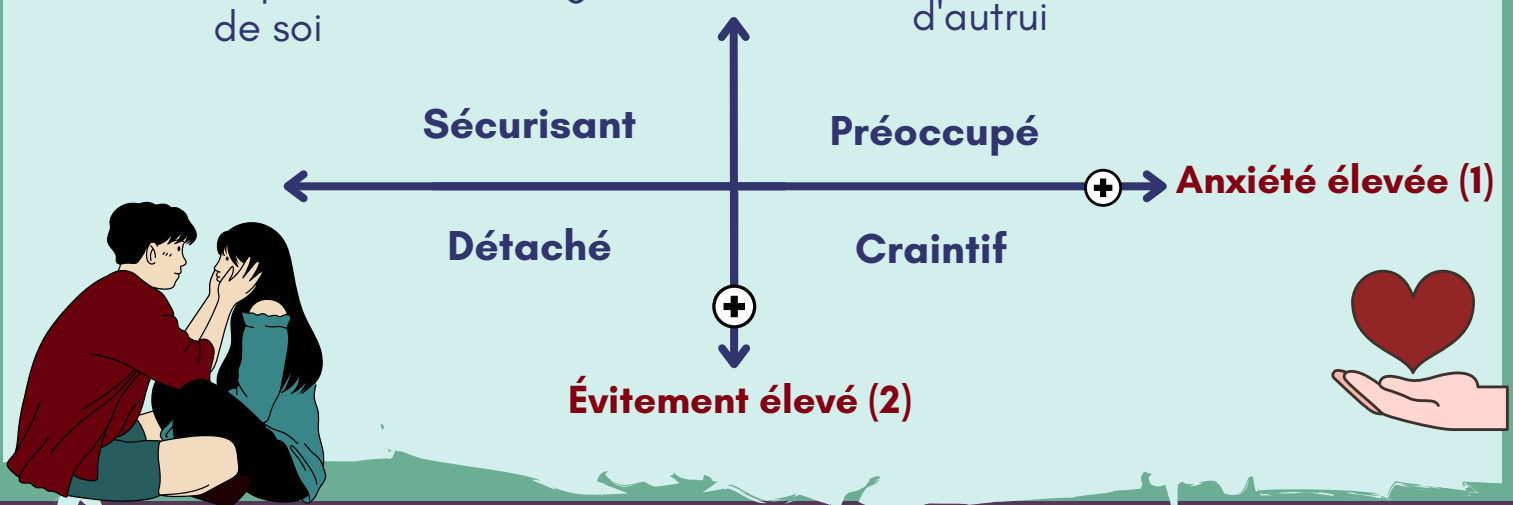 de soi
d'autrui
Sécurisant
Préoccupé
Anxiété élevée (1)
Détaché
Craintif
Évitement élevé (2)